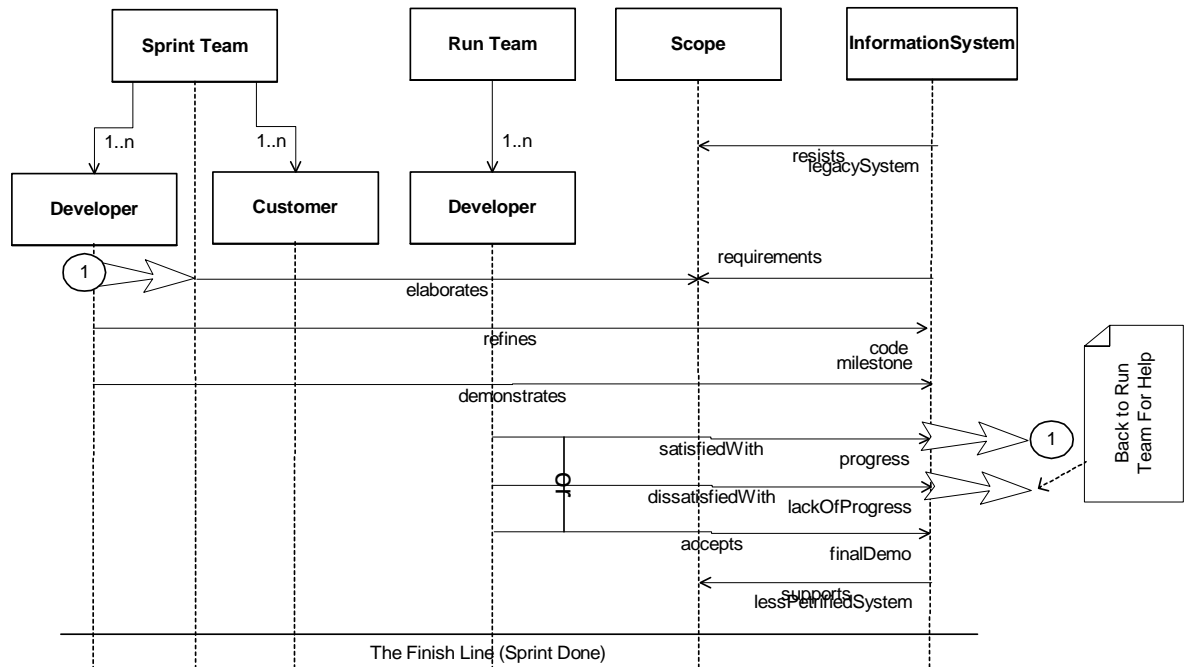 Sprint Team
Run Team
Scope
InformationSystem
1..n
1..n
1..n
resists
legacySystem
Developer
Customer
Developer
1
requirements
elaborates
refines
code
milestone
demonstrates
satisfiedWith
progress
1
or
dissatisfiedWith
lackOfProgress
Back to Run
Team For Help
accepts
finalDemo
supports
lessPetrifiedSystem
The Finish Line (Sprint Done)